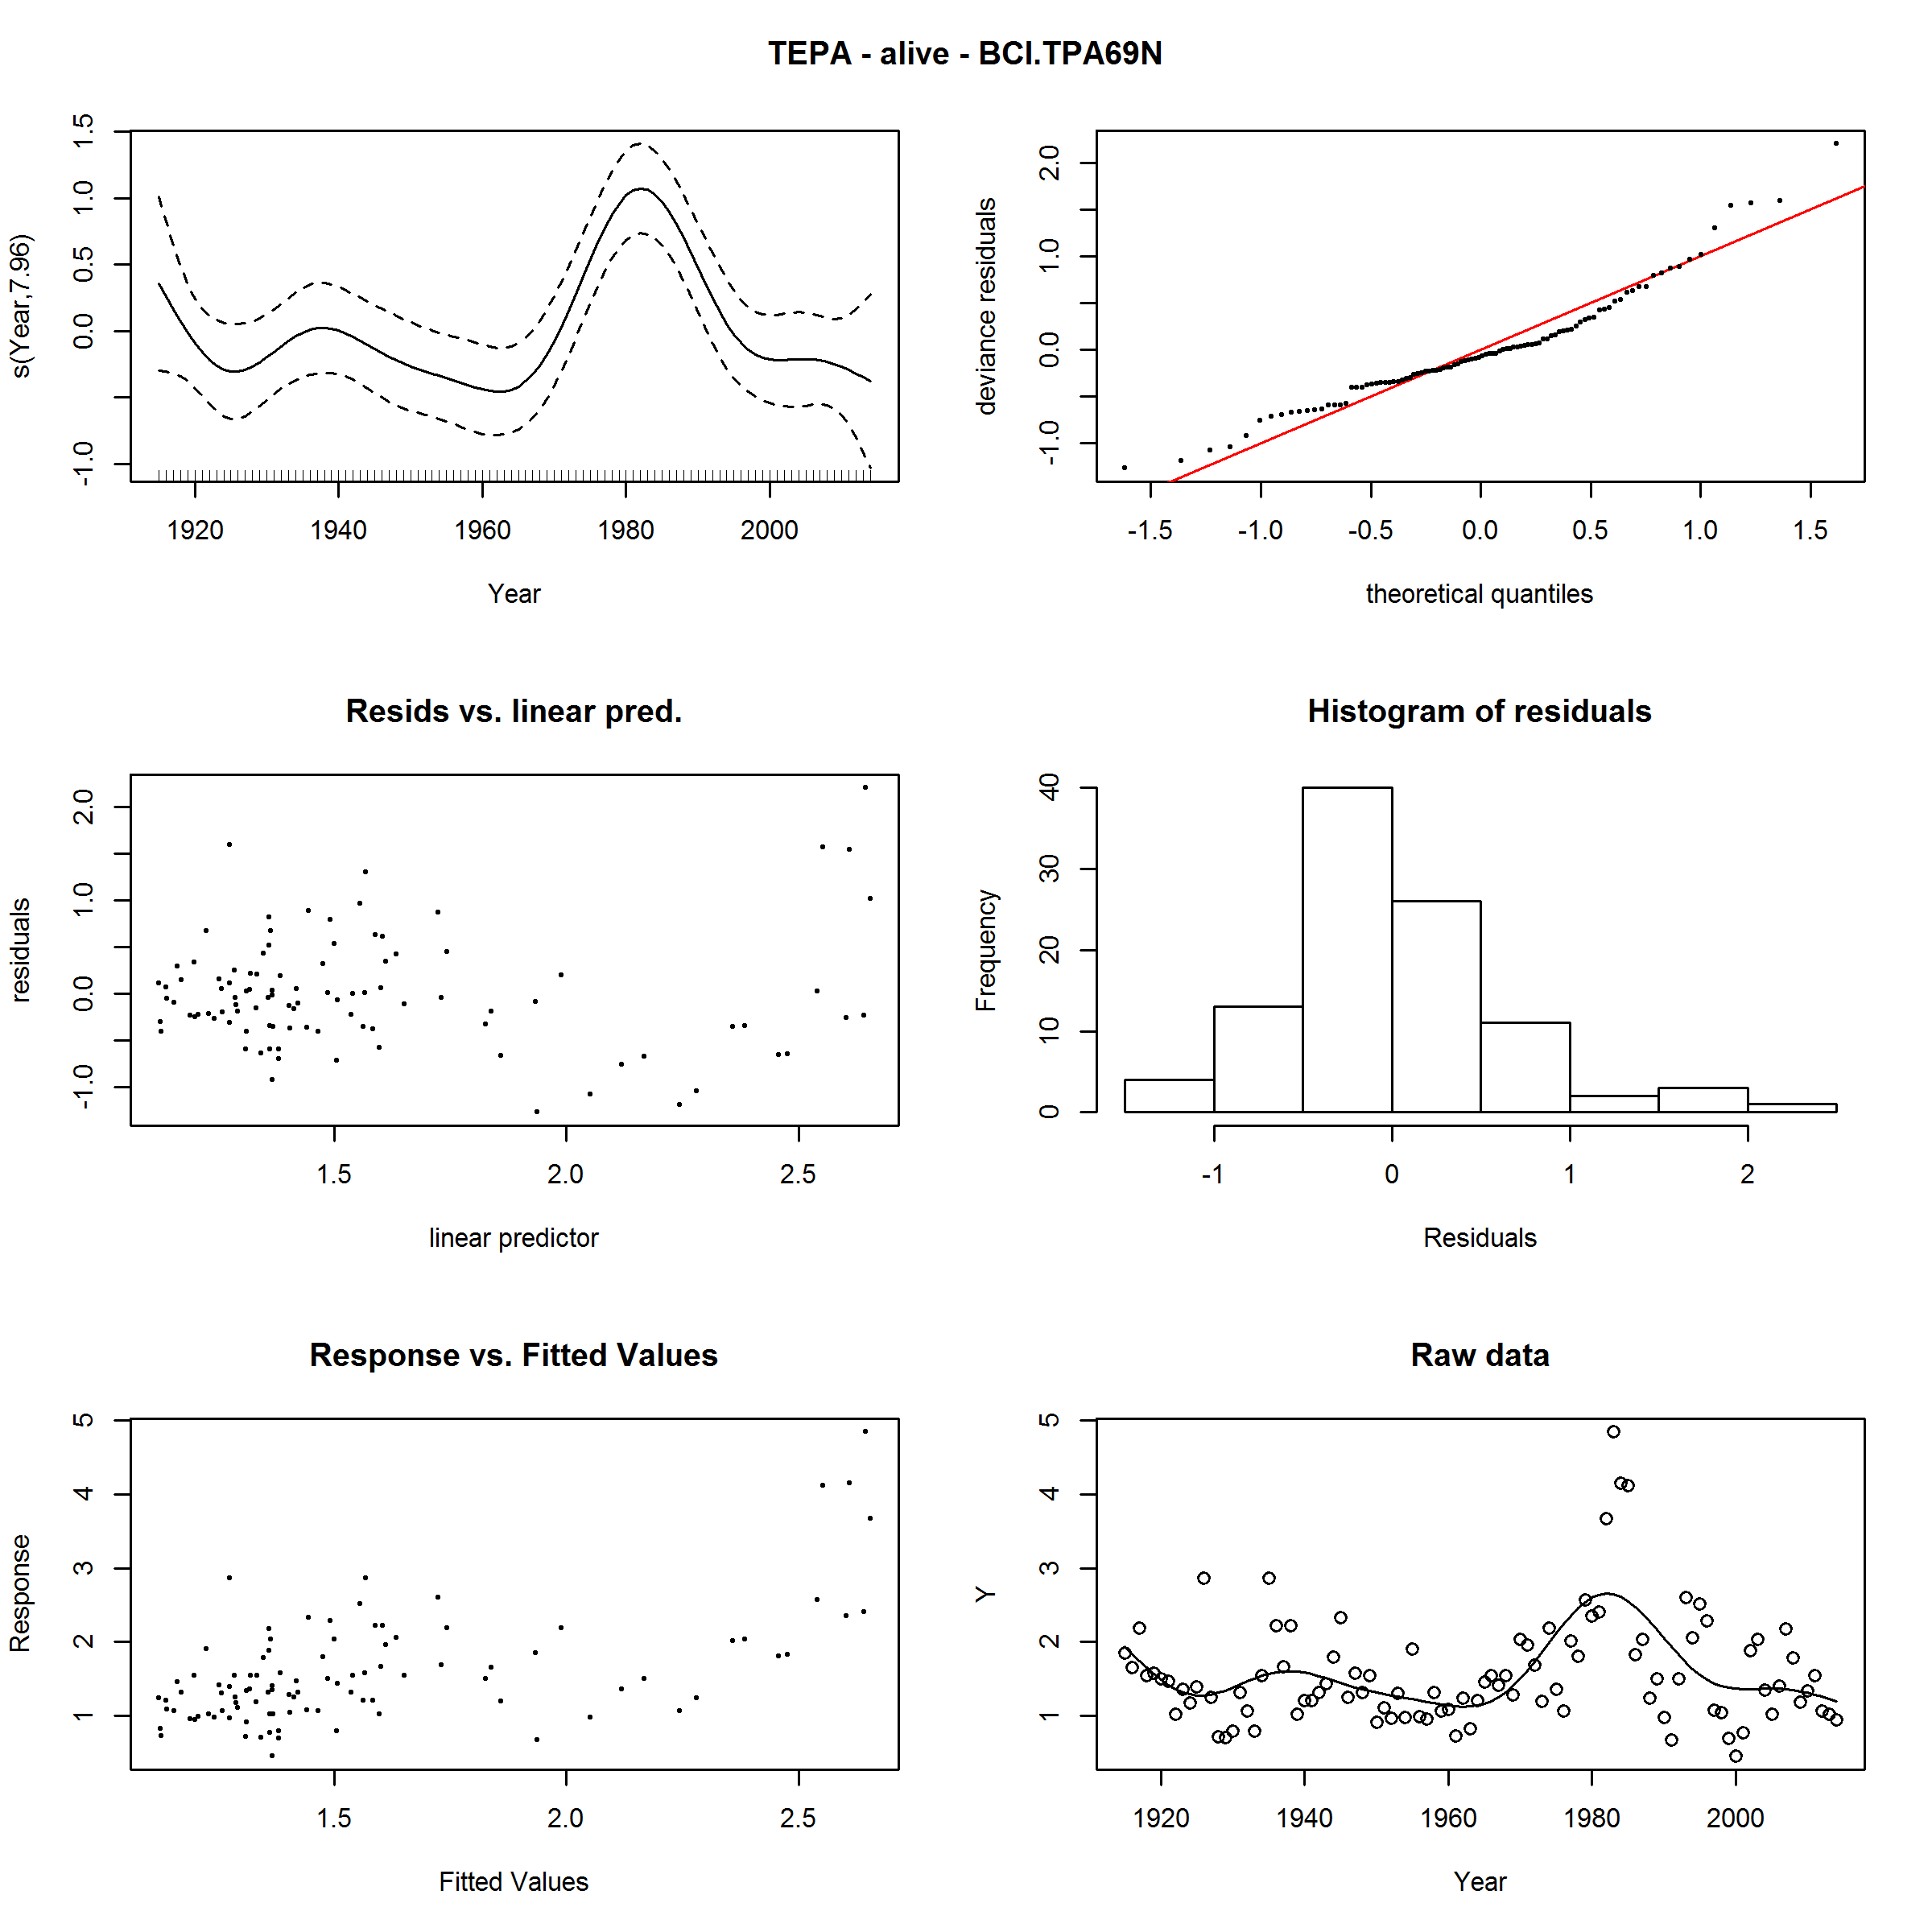 TEPA - alive - BCI.TPA69N
s(Year,7.96)
1.5
1.0
0.5
0.0
-1.0
1920 1940 1960 1980 2000
Year
deviance residuals
2.0
1.0
0.0
-1.0
-1.5 -1.0 -0.5 0.0 0.5 1.0 1.5
theoretical quantiles
Resids vs. linear pred.
residuals
2.0
1.0
0.0
-1.0
1.5 2.0 2.5
linear predictor
Histogram of residuals
Frequency
40
30
20
10
0
-1 0 1 2
Residuals
Response vs. Fitted Values
Response
5
4
3
2
1
1.5 2.0 2.5
Fitted Values
Raw data
Y
5
4
3
2
1
1920 1940 1960 1980 2000
Year